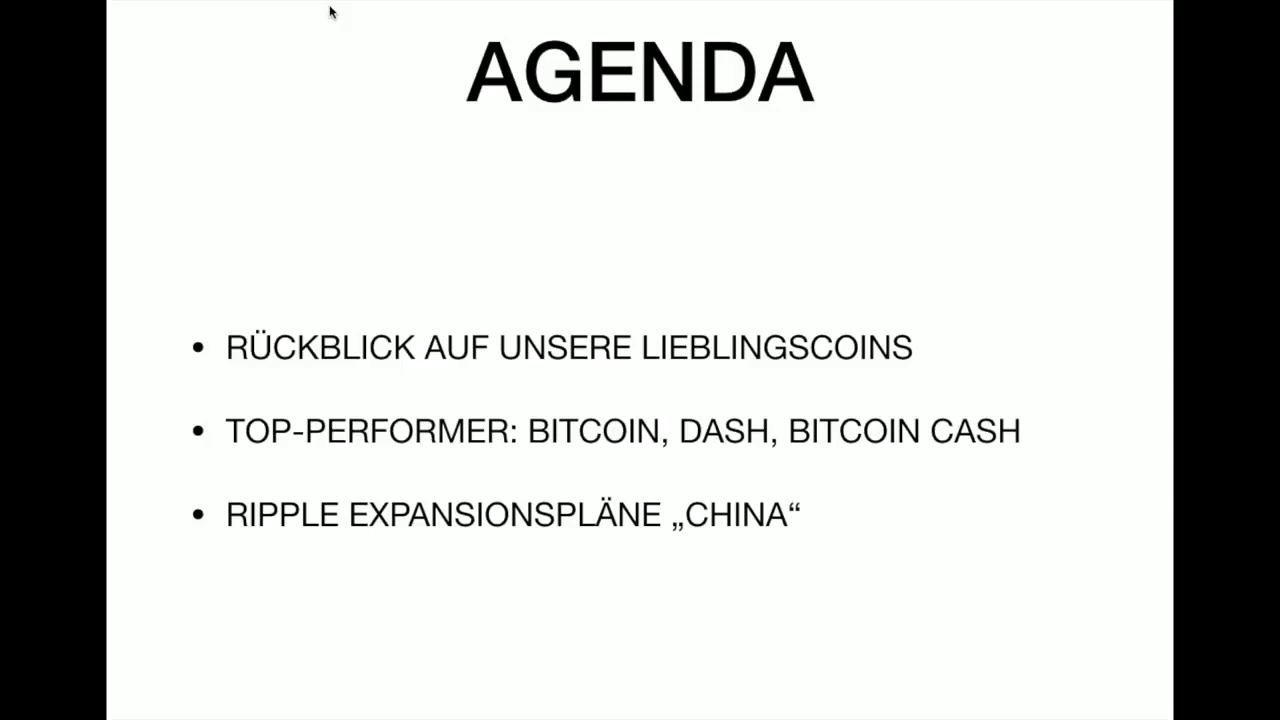 AGENDA
• RÜCKBLICK AUF UNSERE LIEBLINGSCOINS
• TOP-PERFORMER: BITCOIN, DASH, BITCOIN CASH
• RIPPLE EXPANSIONSPLÄNE „CHINA“